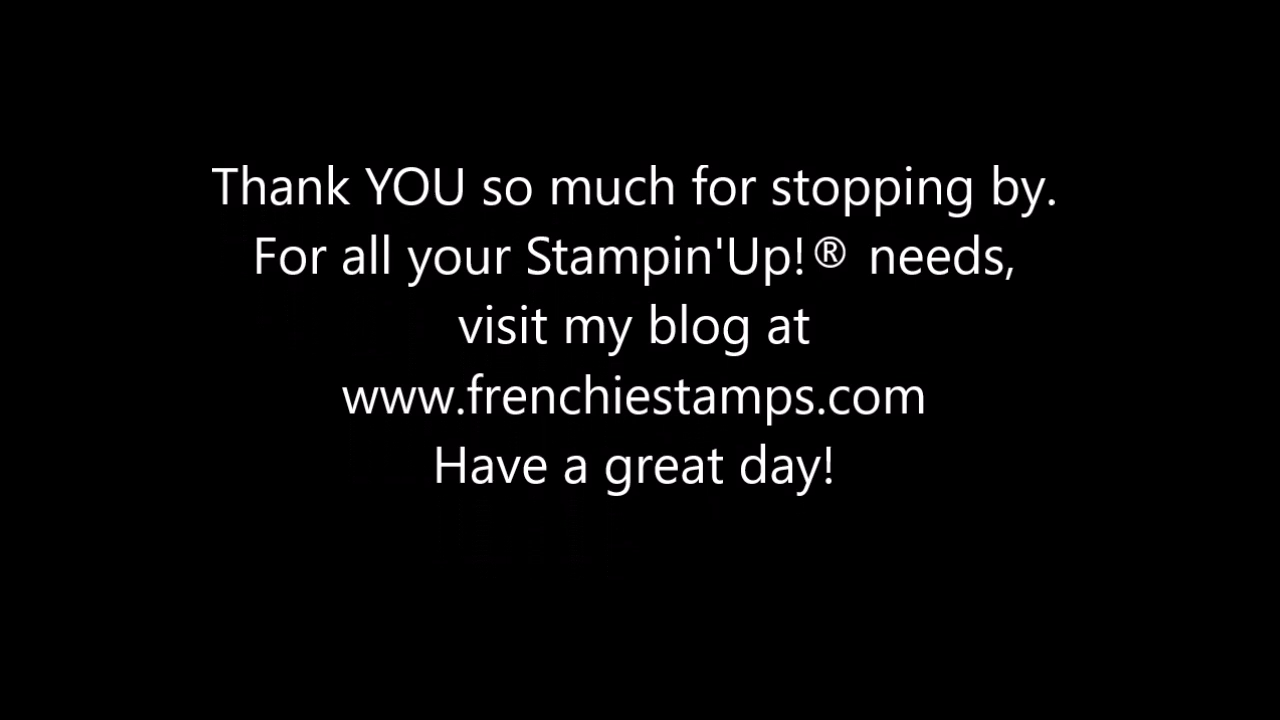 Thank YOU so much for stopping by.
For all your Stampin'Up!® needs,
visit my blog at
www.frenchiestamps.com
Have a great day!